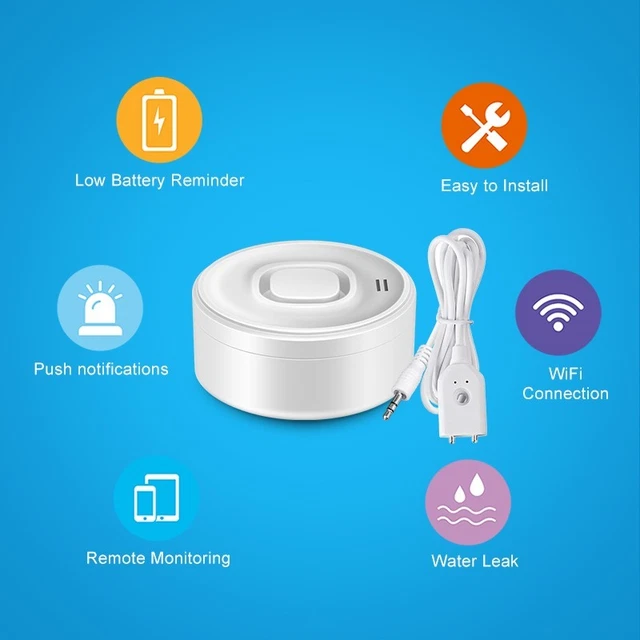 Low Battery Reminder
Easy to Install
Push notifications
WiFi
Connection
Remote Monitoring
Water Leak